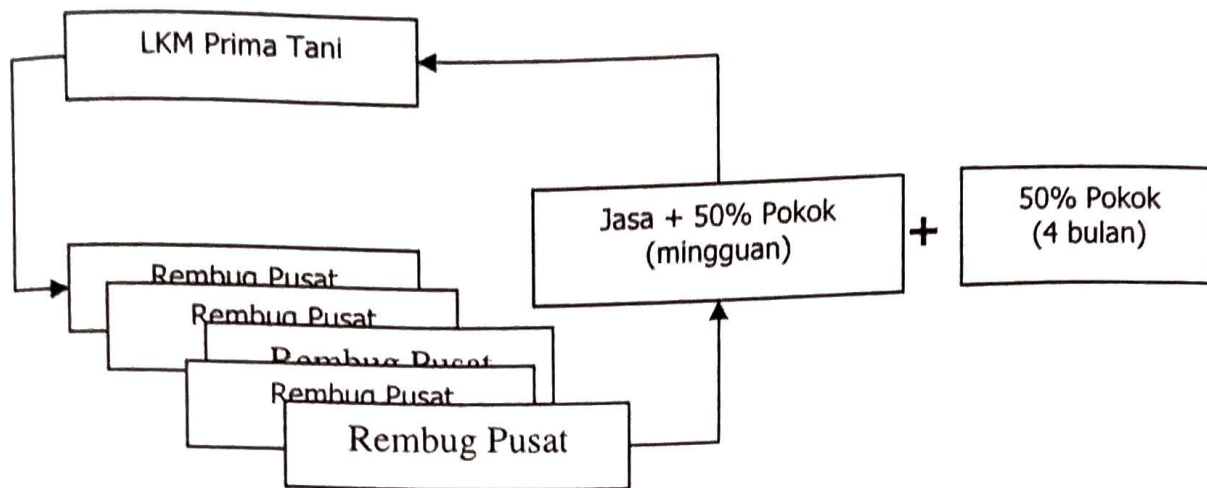 LKM Prima Tani
Jasa + 50% Pokok
(mingguan)
+
50% Pokok
(4 bulan)
Rembug Pusat
Rembug Pusat
Rembug Pusat
Rembug Pusat
Rembug Pusat